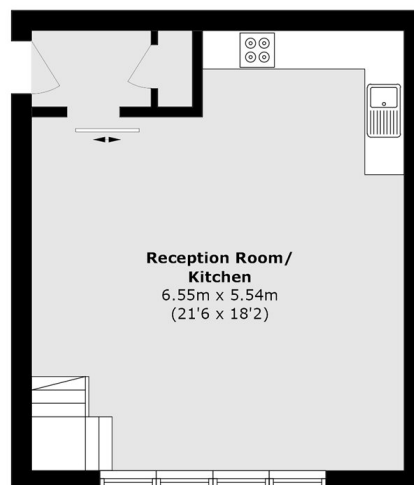 Reception Room/
Kitchen
6.55m x 5.54m
(21'6 x 18'2)